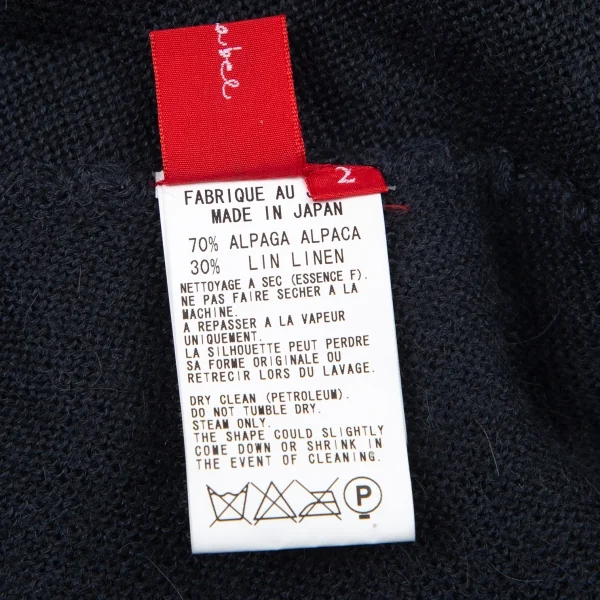 abel
2
FABRIQUE AU
MADE IN JAPAN
70% ALPAGA ALPACA
30% LIN LINEN
NETTOYAGE A SEC (ESSENCE F).
NE PAS FAIRE SECHER A LA
MACHINE.
A REPASSER A LA VAPEUR
UNIQUEMENT.
LA SILHOUETTE PEUT PERDRE
SA FORME ORIGINALE OU
RETRECIR LORS DU LAVAGE.
DRY CLEAN (PETROLEUM).
DO NOT TUMBLE DRY.
STEAM ONLY.
THE SHAPE COULD SLIGHTLY
COME DOWN OR SHRINK IN
THE EVENT OF CLEANING.
P